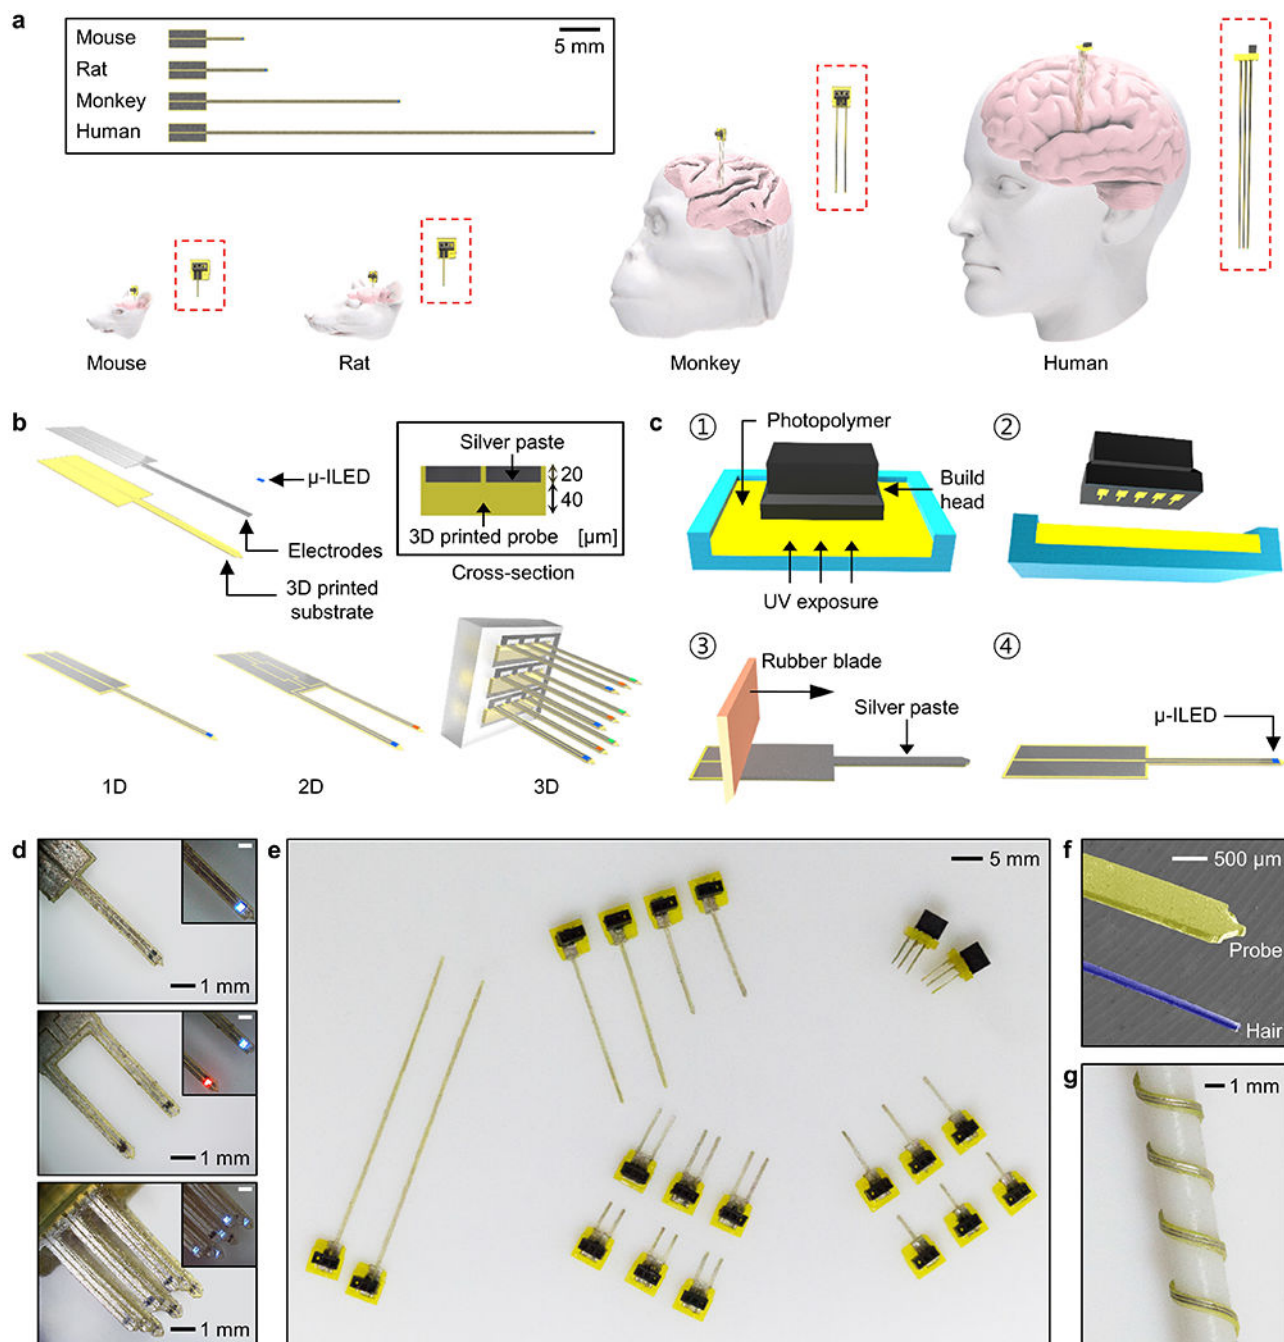 a
Mouse
5 mm
Rat
Monkey
Human
Mouse
Rat
Monkey
Human
b
µ-ILED
Electrodes
3D printed
substrate
Silver paste
20
40
3D printed probe
[µm]
Cross-section
1D
2D
3D
c
①
Photopolymer
Build
head
UV exposure
②
③
Rubber blade
Silver paste
④
µ-ILED
d
1 mm
1 mm
1 mm
e
5 mm
f
500 µm
Probe
Hair
g
1 mm